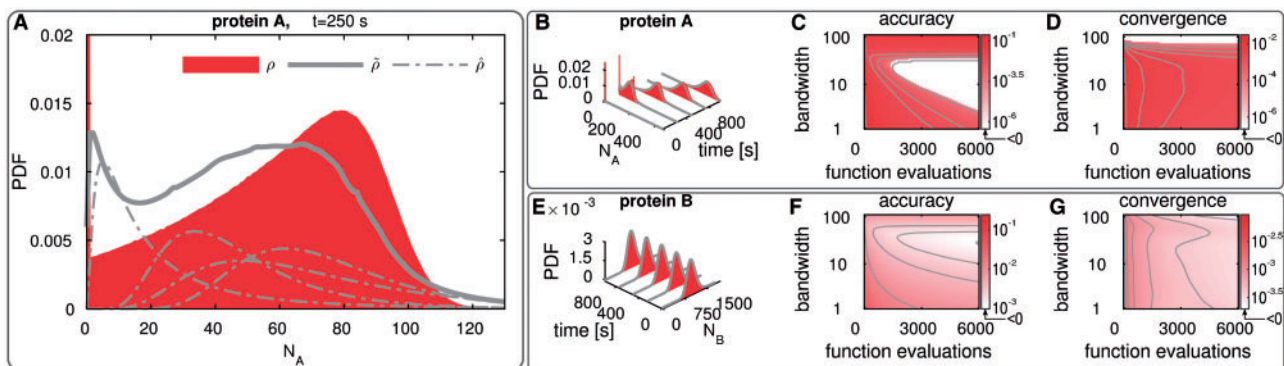 A protein A, t=250 s
0.02
0.015
0.01
0.005
0
PDF
ρ ρ̃ ρ̂
0 20 40 60 80 100 120
N_A
B protein A
PDF
0.02
0.01
0
200
400
N_A
0
400
800
time [s]
C accuracy
bandwidth
100
10
1
3000 6000
function evaluations
10^-1
10^-3.5
10^-6
<0
D convergence
bandwidth
100
10
1
0 3000 6000
function evaluations
10^-2
10^-4
10^-6
<0
E protein B
× 10^-3
PDF
3
1.5
0
800
400
0
time [s]
0
750
1500
N_B
F accuracy
bandwidth
100
10
1
0 3000 6000
function evaluations
10^-1
10^-2
10^-3
<0
G convergence
bandwidth
100
10
1
0 3000 6000
function evaluations
10^-2.5
10^-3
10^-3.5
<0